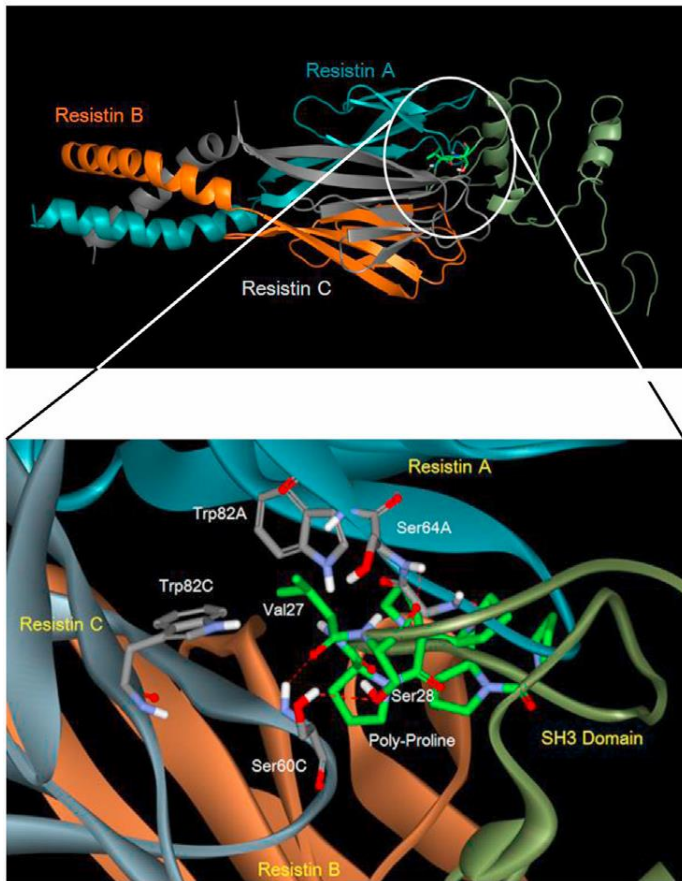 Resistin A
Resistin B
Resistin C
Resistin A
Trp82A
Ser64A
Trp82C
Val27
Resistin C
Ser28
Poly-Proline
SH3 Domain
Ser60C
Resistin B